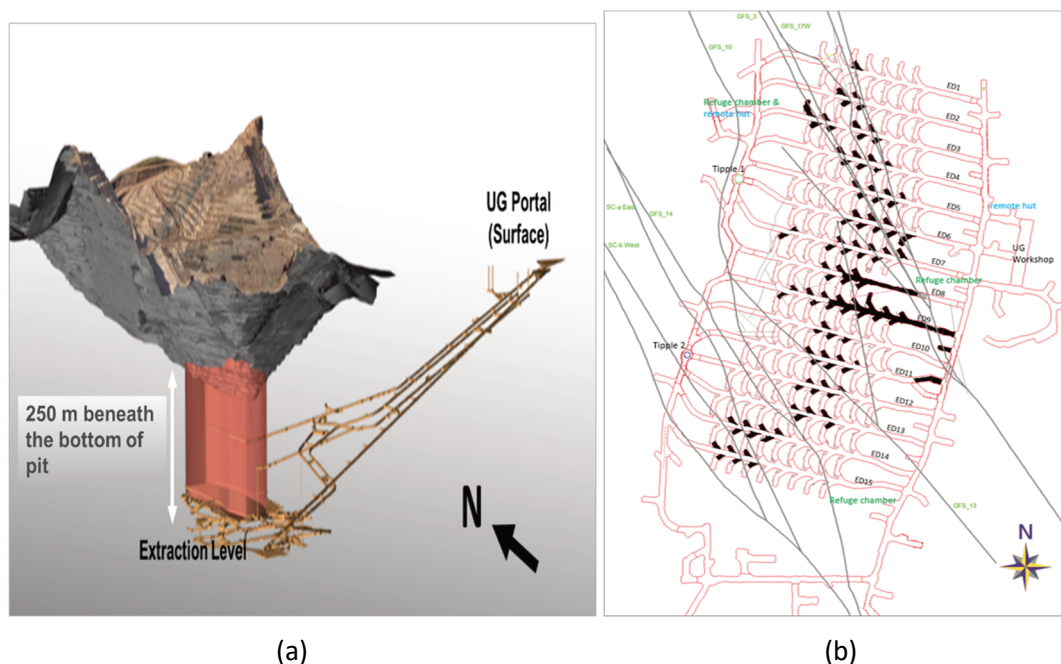 UG Portal
(Surface)
250 m beneath
the bottom of
pit
Extraction Level
N
(a)
GFS_3
GFS_17W
GFS_10
ED1
Refuge chamber &
remote hut
ED2
ED3
ED4
Tipple 1
ED5
SC-a East
GFS_14
remote hut
ED6
SC-b West
UG
Workshop
ED7
Refuge chamber
ED8
ED9
Tipple 2
ED10
ED11
ED12
ED13
ED14
ED15
Refuge chamber
GFS_13
N
(b)